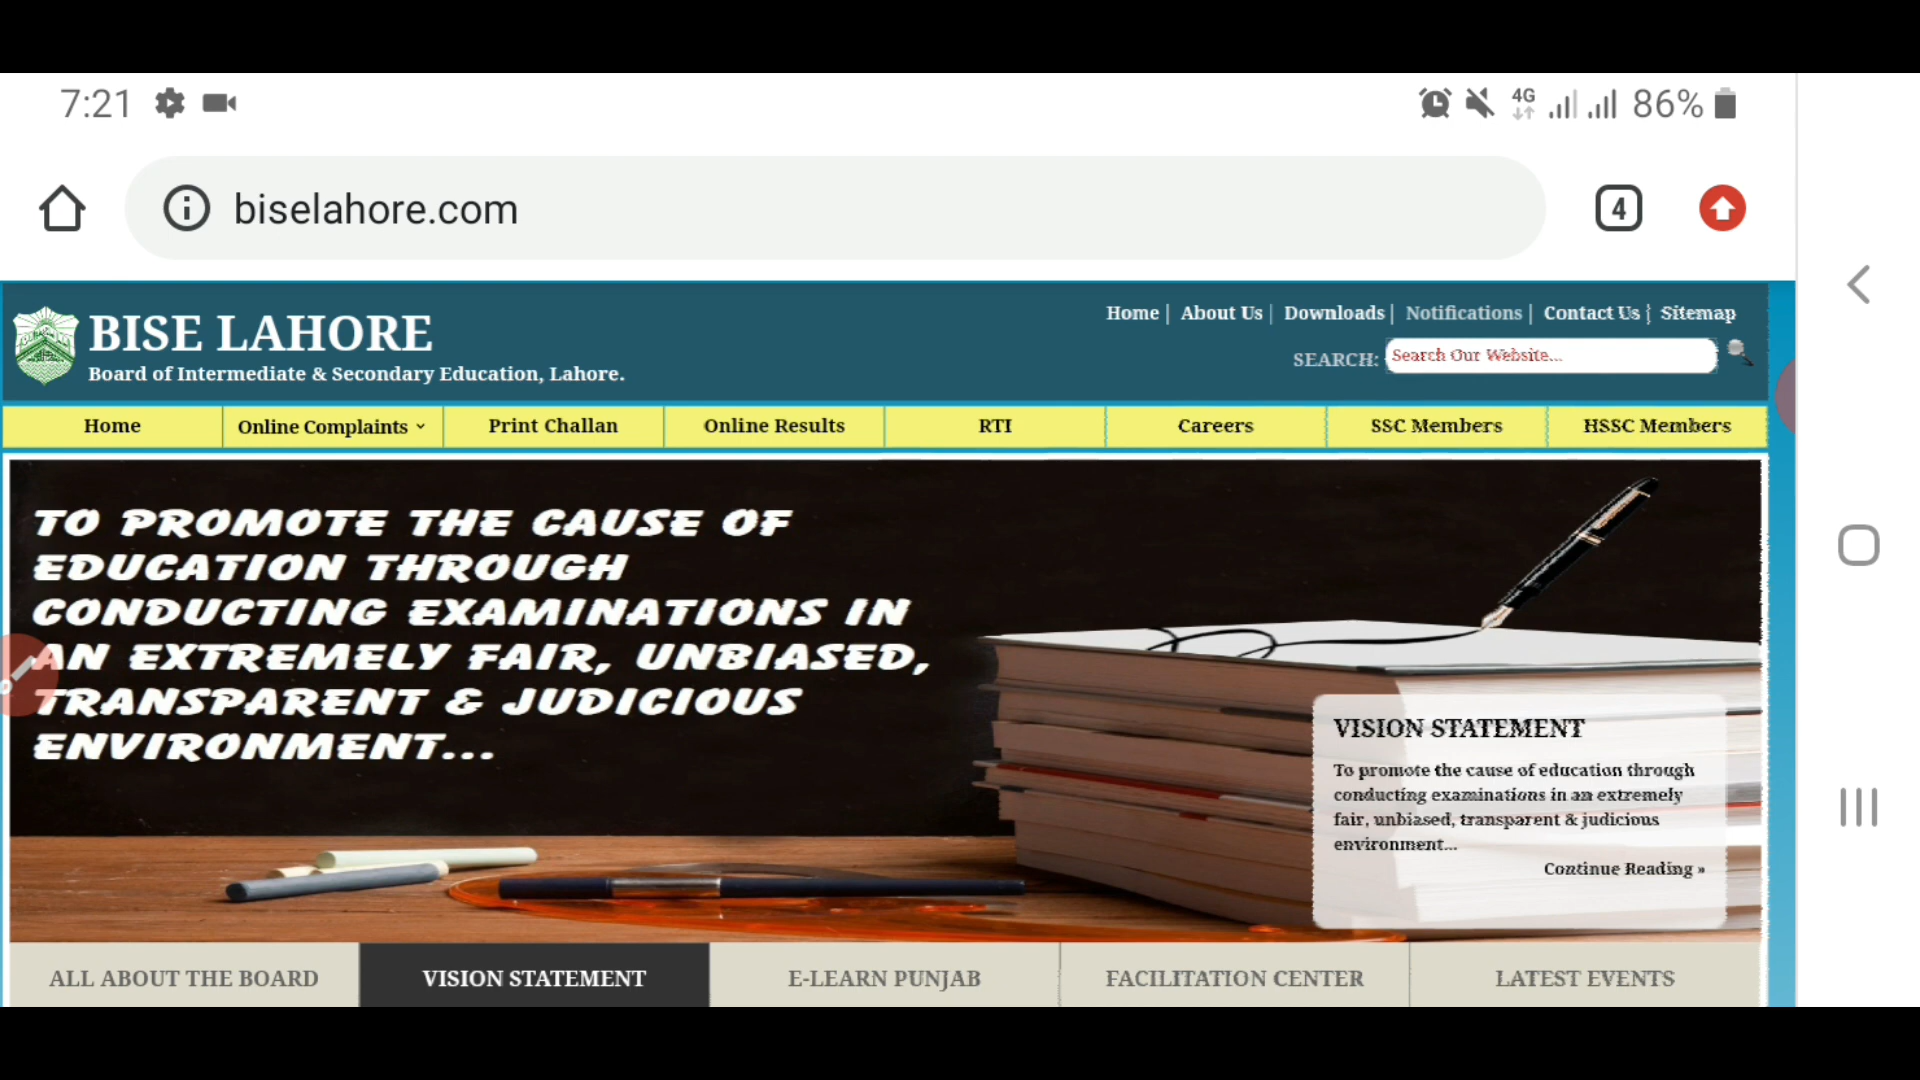 7:21
4G
86%
biselahore.com
4
BISE LAHORE
Board of Intermediate & Secondary Education, Lahore.
Home | About Us | Downloads | Notifications | Contact Us | Sitemap
SEARCH: Search Our Website...
Home
Online Complaints
Print Challan
Online Results
RTI
Careers
SSC Members
HSSC Members
TO PROMOTE THE CAUSE OF
EDUCATION THROUGH
CONDUCTING EXAMINATIONS IN
AN EXTREMELY FAIR, UNBIASED,
TRANSPARENT & JUDICIOUS
ENVIRONMENT...
VISION STATEMENT
To promote the cause of education through
conducting examinations in an extremely
fair, unbiased, transparent & judicious
environment...
Continue Reading »
ALL ABOUT THE BOARD
VISION STATEMENT
E-LEARN PUNJAB
FACILITATION CENTER
LATEST EVENTS